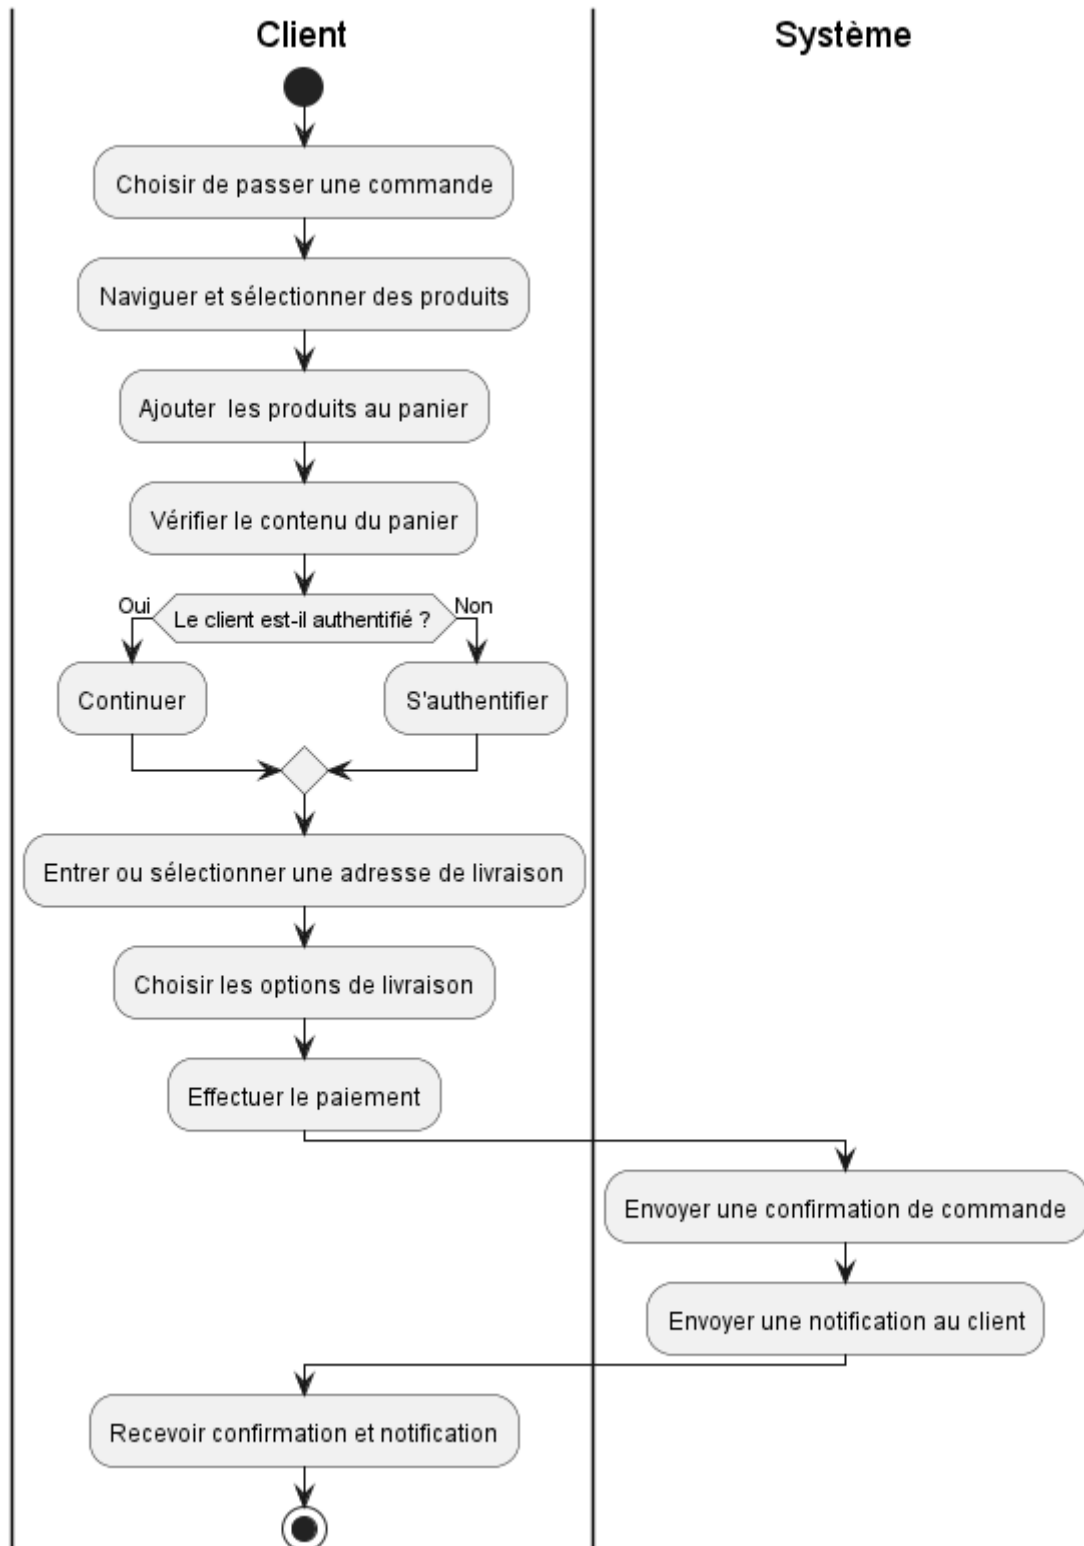 Client
Système
Choisir de passer une commande
Naviguer et sélectionner des produits
Ajouter  les produits au panier
Vérifier le contenu du panier
Oui
Le client est-il authentifié ?
Non
Continuer
S'authentifier
Entrer ou sélectionner une adresse de livraison
Choisir les options de livraison
Effectuer le paiement
Envoyer une confirmation de commande
Envoyer une notification au client
Recevoir confirmation et notification